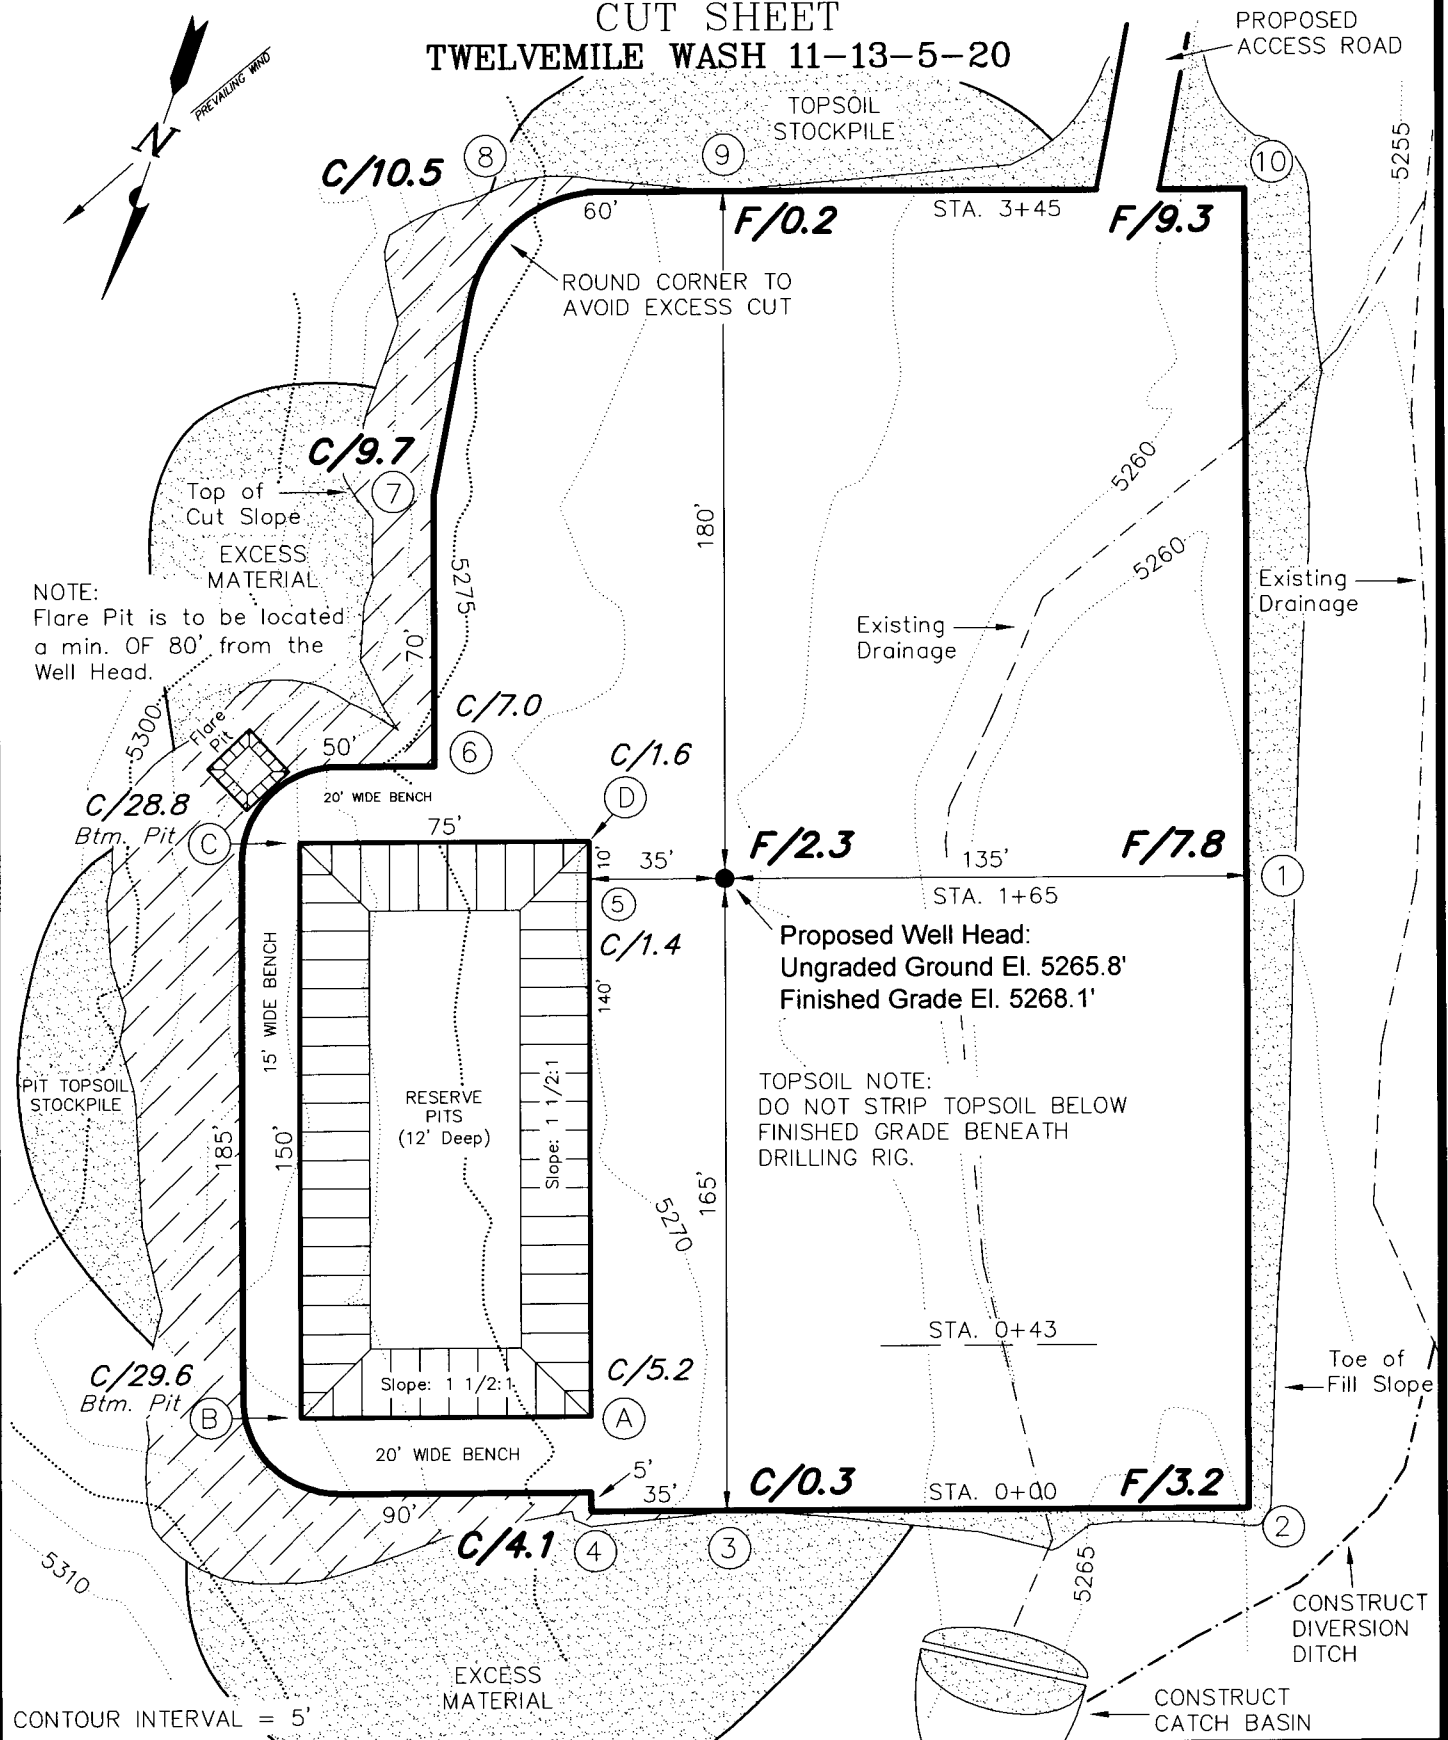 CUT SHEET
TWELVEMILE WASH 11-13-5-20
PROPOSED
ACCESS ROAD
PREVAILING WIND
N
TOPSOIL
STOCKPILE
5255
8
9
10
C/10.5
60'
F/0.2
STA. 3+45
F/9.3
ROUND CORNER TO
AVOID EXCESS CUT
C/9.7
7
Top of
Cut Slope
5260
180'
EXCESS
MATERIAL
5275
5260
Existing
Drainage
NOTE:
Flare Pit is to be located
a min. OF 80' from the
Well Head.
70'
Existing
Drainage
5300
Flare
Pit
50'
C/7.0
6
C/1.6
D
20' WIDE BENCH
C/28.8
Btm. Pit
C
75'
10'
35'
F/2.3
135'
F/7.8
STA. 1+65
1
5
C/1.4
Proposed Well Head:
Ungraded Ground El. 5265.8'
Finished Grade El. 5268.1'
15' WIDE BENCH
140'
PIT TOPSOIL
STOCKPILE
RESERVE
PITS
(12' Deep)
Slope: 1 1/2:1
TOPSOIL NOTE:
DO NOT STRIP TOPSOIL BELOW
FINISHED GRADE BENEATH
DRILLING RIG.
185'
150'
165'
5270
STA. 0+43
C/29.6
Btm. Pit
B
Slope: 1 1/2:1
C/5.2
A
Toe of
Fill Slope
20' WIDE BENCH
5'
35'
C/0.3
STA. 0+00
F/3.2
90'
C/4.1
4
3
2
5310
5265
CONSTRUCT
DIVERSION
DITCH
EXCESS
MATERIAL
CONTOUR INTERVAL = 5'
CONSTRUCT
CATCH BASIN